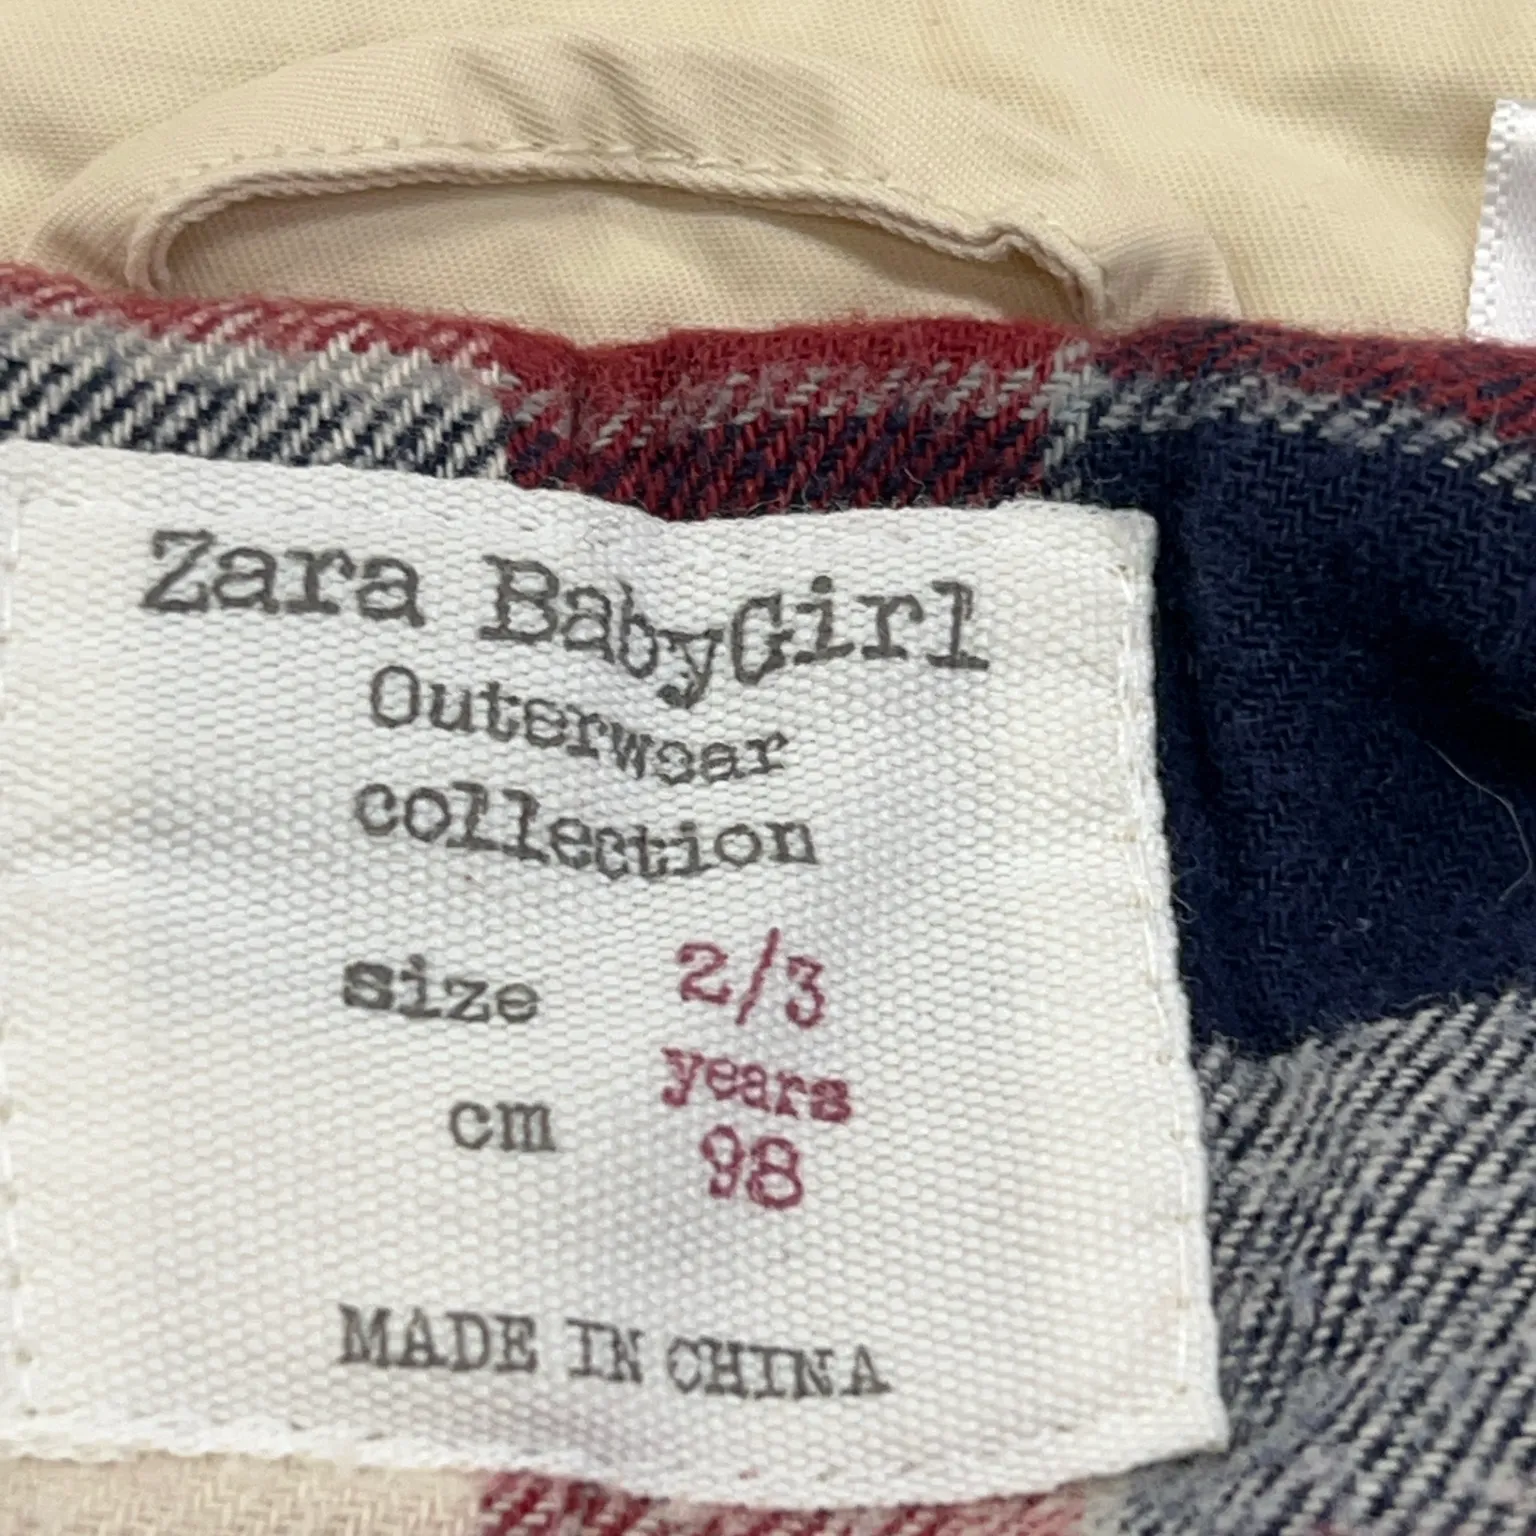 Zara BabyGirl
Outerwear
collection
size 2/3
years
cm 98
MADE IN CHINA